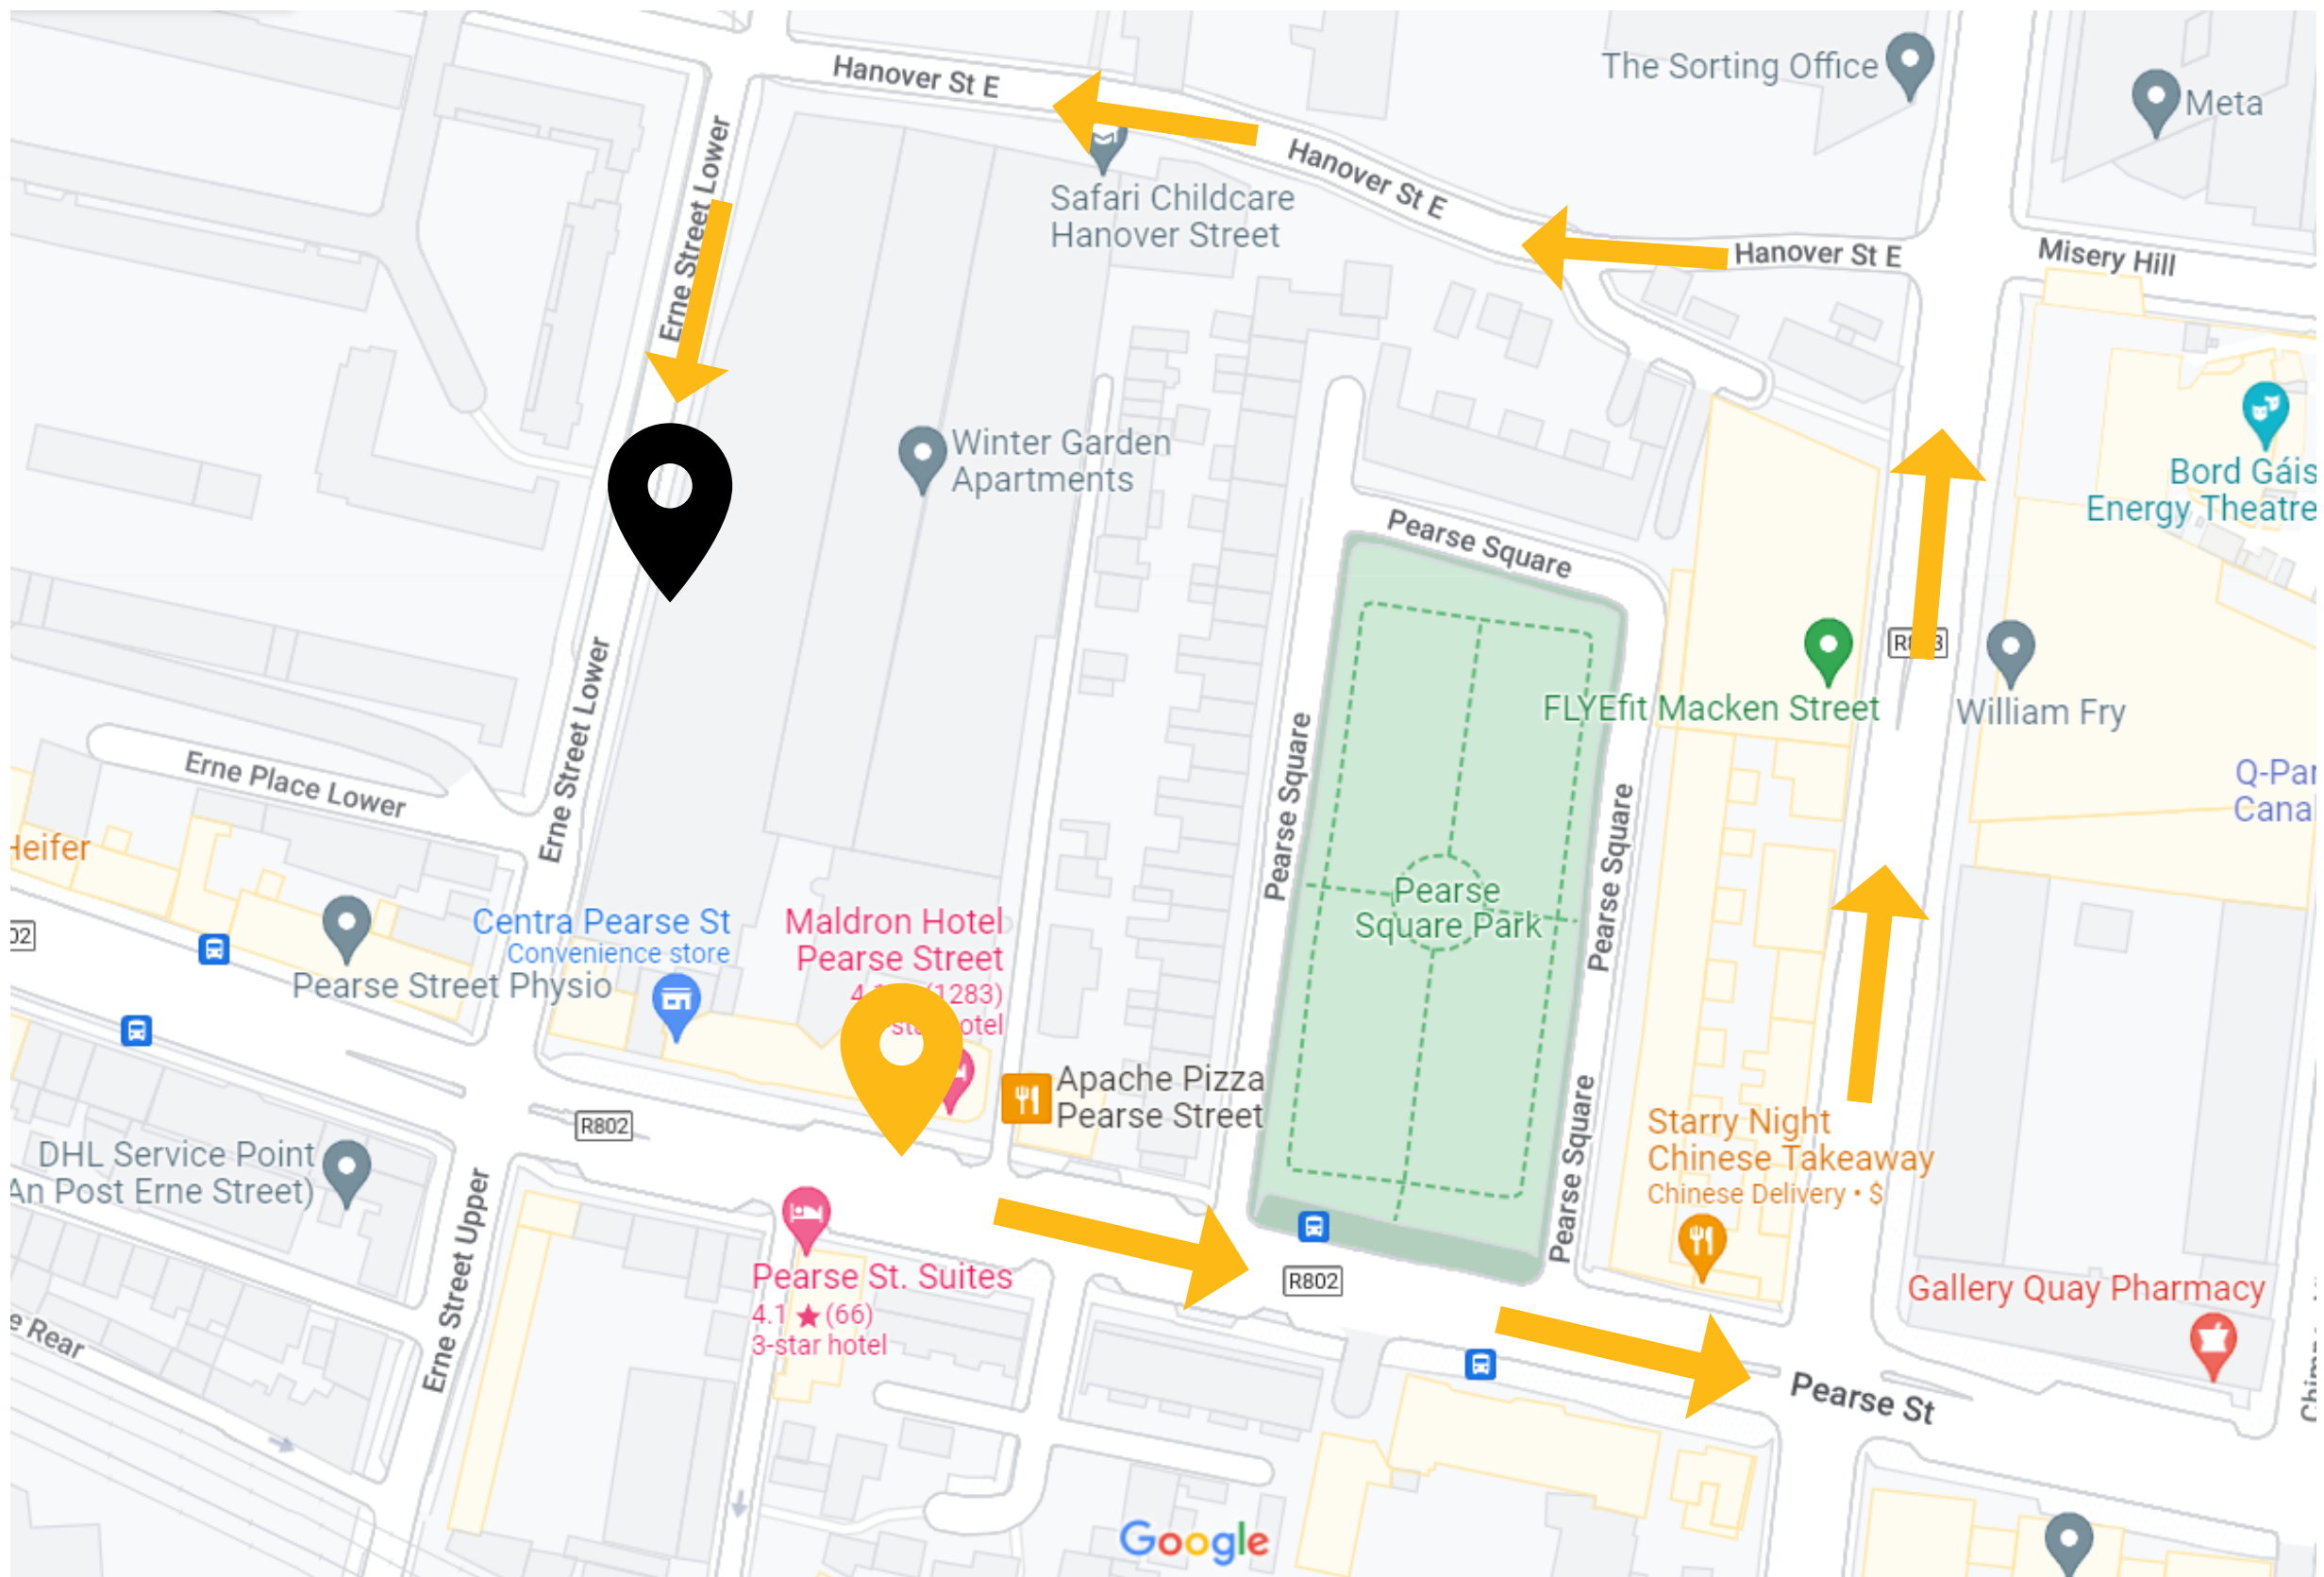 Hanover St E
The Sorting Office
Meta
Erne Street Lower
Hanover St E
Safari Childcare
Hanover Street
Hanover St E
Misery Hill
Winter Garden
Apartments
Bord Gáis
Energy Theatre
Pearse Square
FLYEfit Macken Street
William Fry
Erne Street Lower
Erne Place Lower
Pearse Square
Pearse Square
Q-Par
Cana
Heifer
Pearse
Square Park
Centra Pearse St
Convenience store
Maldron Hotel
Pearse Street
(1283)
02
Pearse Street Physio
Apache Pizza
Pearse Street
R802
Starry Night
Chinese Takeaway
Chinese Delivery • $
Pearse Square
DHL Service Point
An Post Erne Street)
Erne Street Upper
Pearse St. Suites
4.1 ★ (66)
3-star hotel
R802
Gallery Quay Pharmacy
Pearse St
e Rear
Google